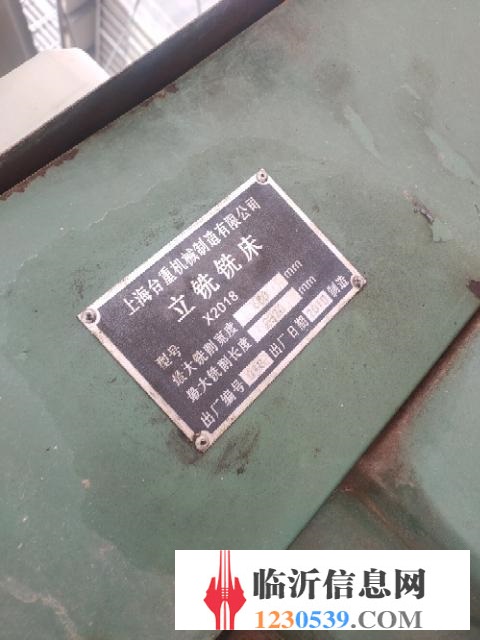 上海台重机械制造有限公司
立铣铣床
型号 X2018
最大铣削宽度 mm
最大铣削长度 mm
出厂编号 出厂日期 制造
临沂信息网
1230539.COM